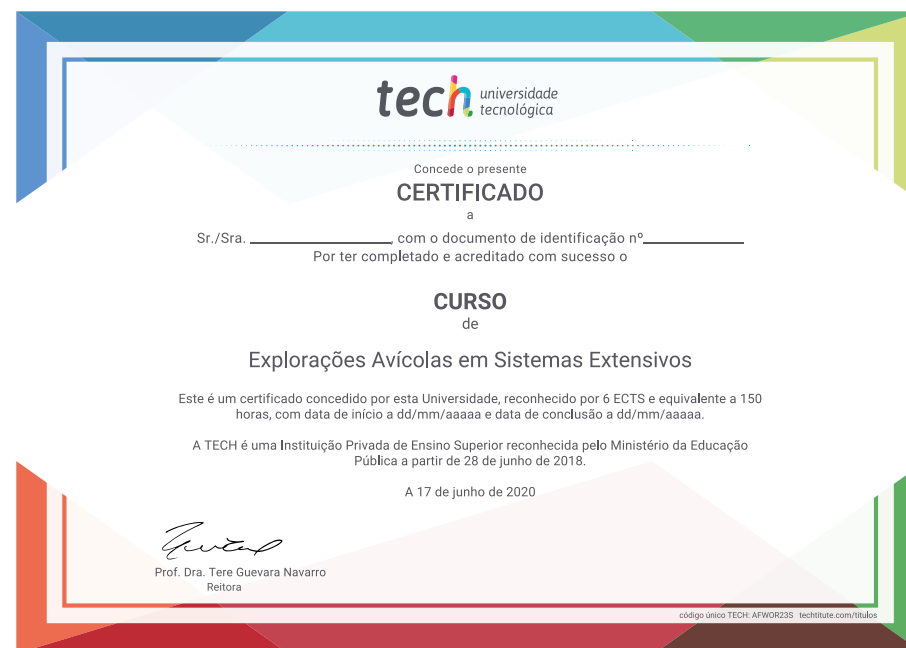 tech universidade
tecnológica
Concede o presente
CERTIFICADO
a
Sr./Sra. ____________________, com o documento de identificação nº______________
Por ter completado e acreditado com sucesso o
CURSO
de
Explorações Avícolas em Sistemas Extensivos
Este é um certificado concedido por esta Universidade, reconhecido por 6 ECTS e equivalente a 150
horas, com data de início a dd/mm/aaaaa e data de conclusão a dd/mm/aaaaa.
A TECH é uma Instituição Privada de Ensino Superior reconhecida pelo Ministério da Educação
Pública a partir de 28 de junho de 2018.
A 17 de junho de 2020
Prof. Dra. Tere Guevara Navarro
Reitora
código único TECH: AFWOR23S techtitute.com/titulos